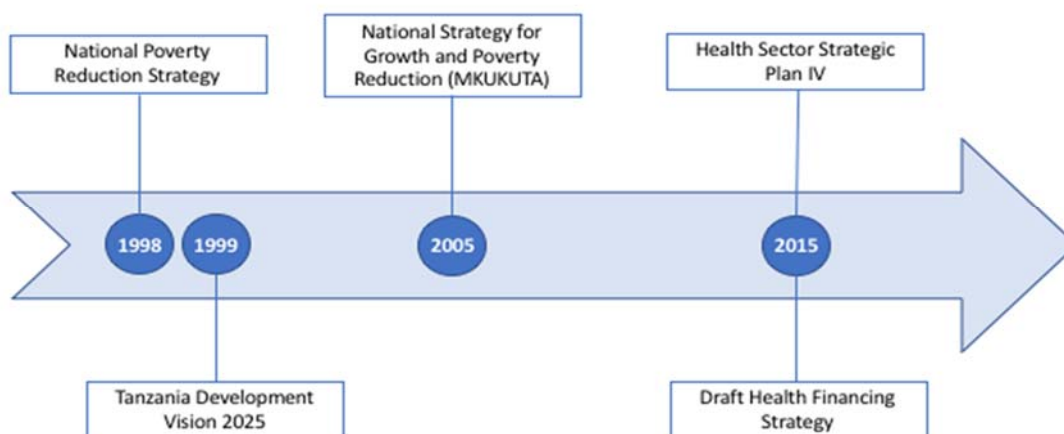 National Poverty
Reduction Strategy
National Strategy for
Growth and Poverty
Reduction (MKUKUTA)
Health Sector Strategic
Plan IV
1998
1999
2005
2015
Tanzania Development
Vision 2025
Draft Health Financing
Strategy